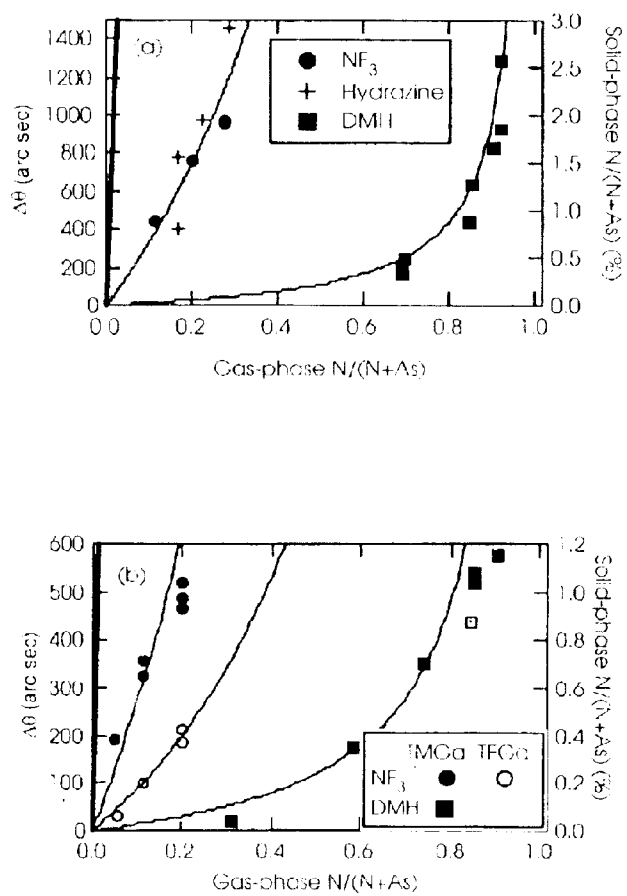 (a)
1400
1200
1000
800
600
400
200
0
Δθ (arc sec)
NF₃
Hydrazine
DMH
3.0
2.5
2.0
1.5
1.0
0.5
0.0
Solid-phase N/(N+As) (%)
0.0 0.2 0.4 0.6 0.8 1.0
Gas-phase N/(N+As)
(b)
600
500
400
300
200
100
0
Δθ (arc sec)
TMGa TEGa
NF₃
DMH
1.2
1.0
0.8
0.6
0.4
0.2
0.0
Solid-phase N/(N+As) (%)
0.0 0.2 0.4 0.6 0.8 1.0
Gas-phase N/(N+As)